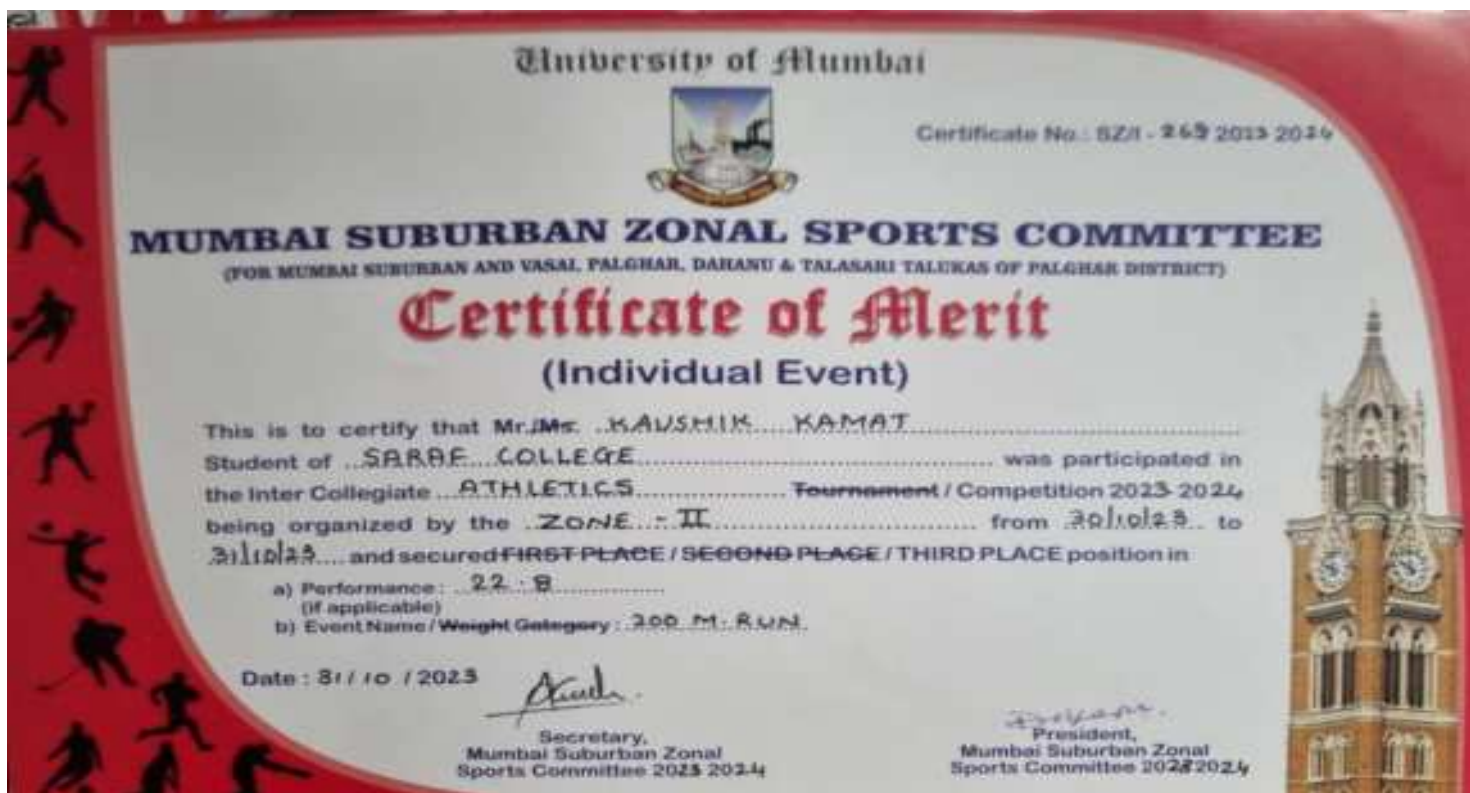 University of Mumbai
Certificate No.: SZ/I - 269 2023 2024
MUMBAI SUBURBAN ZONAL SPORTS COMMITTEE
(FOR MUMBAI SUBURBAN AND VASAI, PALGHAR, DAHANU & TALASARI TALUKAS OF PALGHAR DISTRICT)
Certificate of Merit
(Individual Event)
This is to certify that Mr./Ms. KAUSHIK KAMAT
Student of SARAF COLLEGE was participated in
the Inter Collegiate ATHLETICS Tournament / Competition 2023 2024
being organized by the ZONE - II from 30/10/23 to
31/10/23 and secured FIRST PLACE / SECOND PLACE / THIRD PLACE position in
a) Performance : 22.8
(if applicable)
b) Event Name / Weight Category : 200 M. RUN
Date : 31 / 10 / 2023
Secretary,
Mumbai Suburban Zonal
Sports Committee 2023 2024
President,
Mumbai Suburban Zonal
Sports Committee 2023 2024